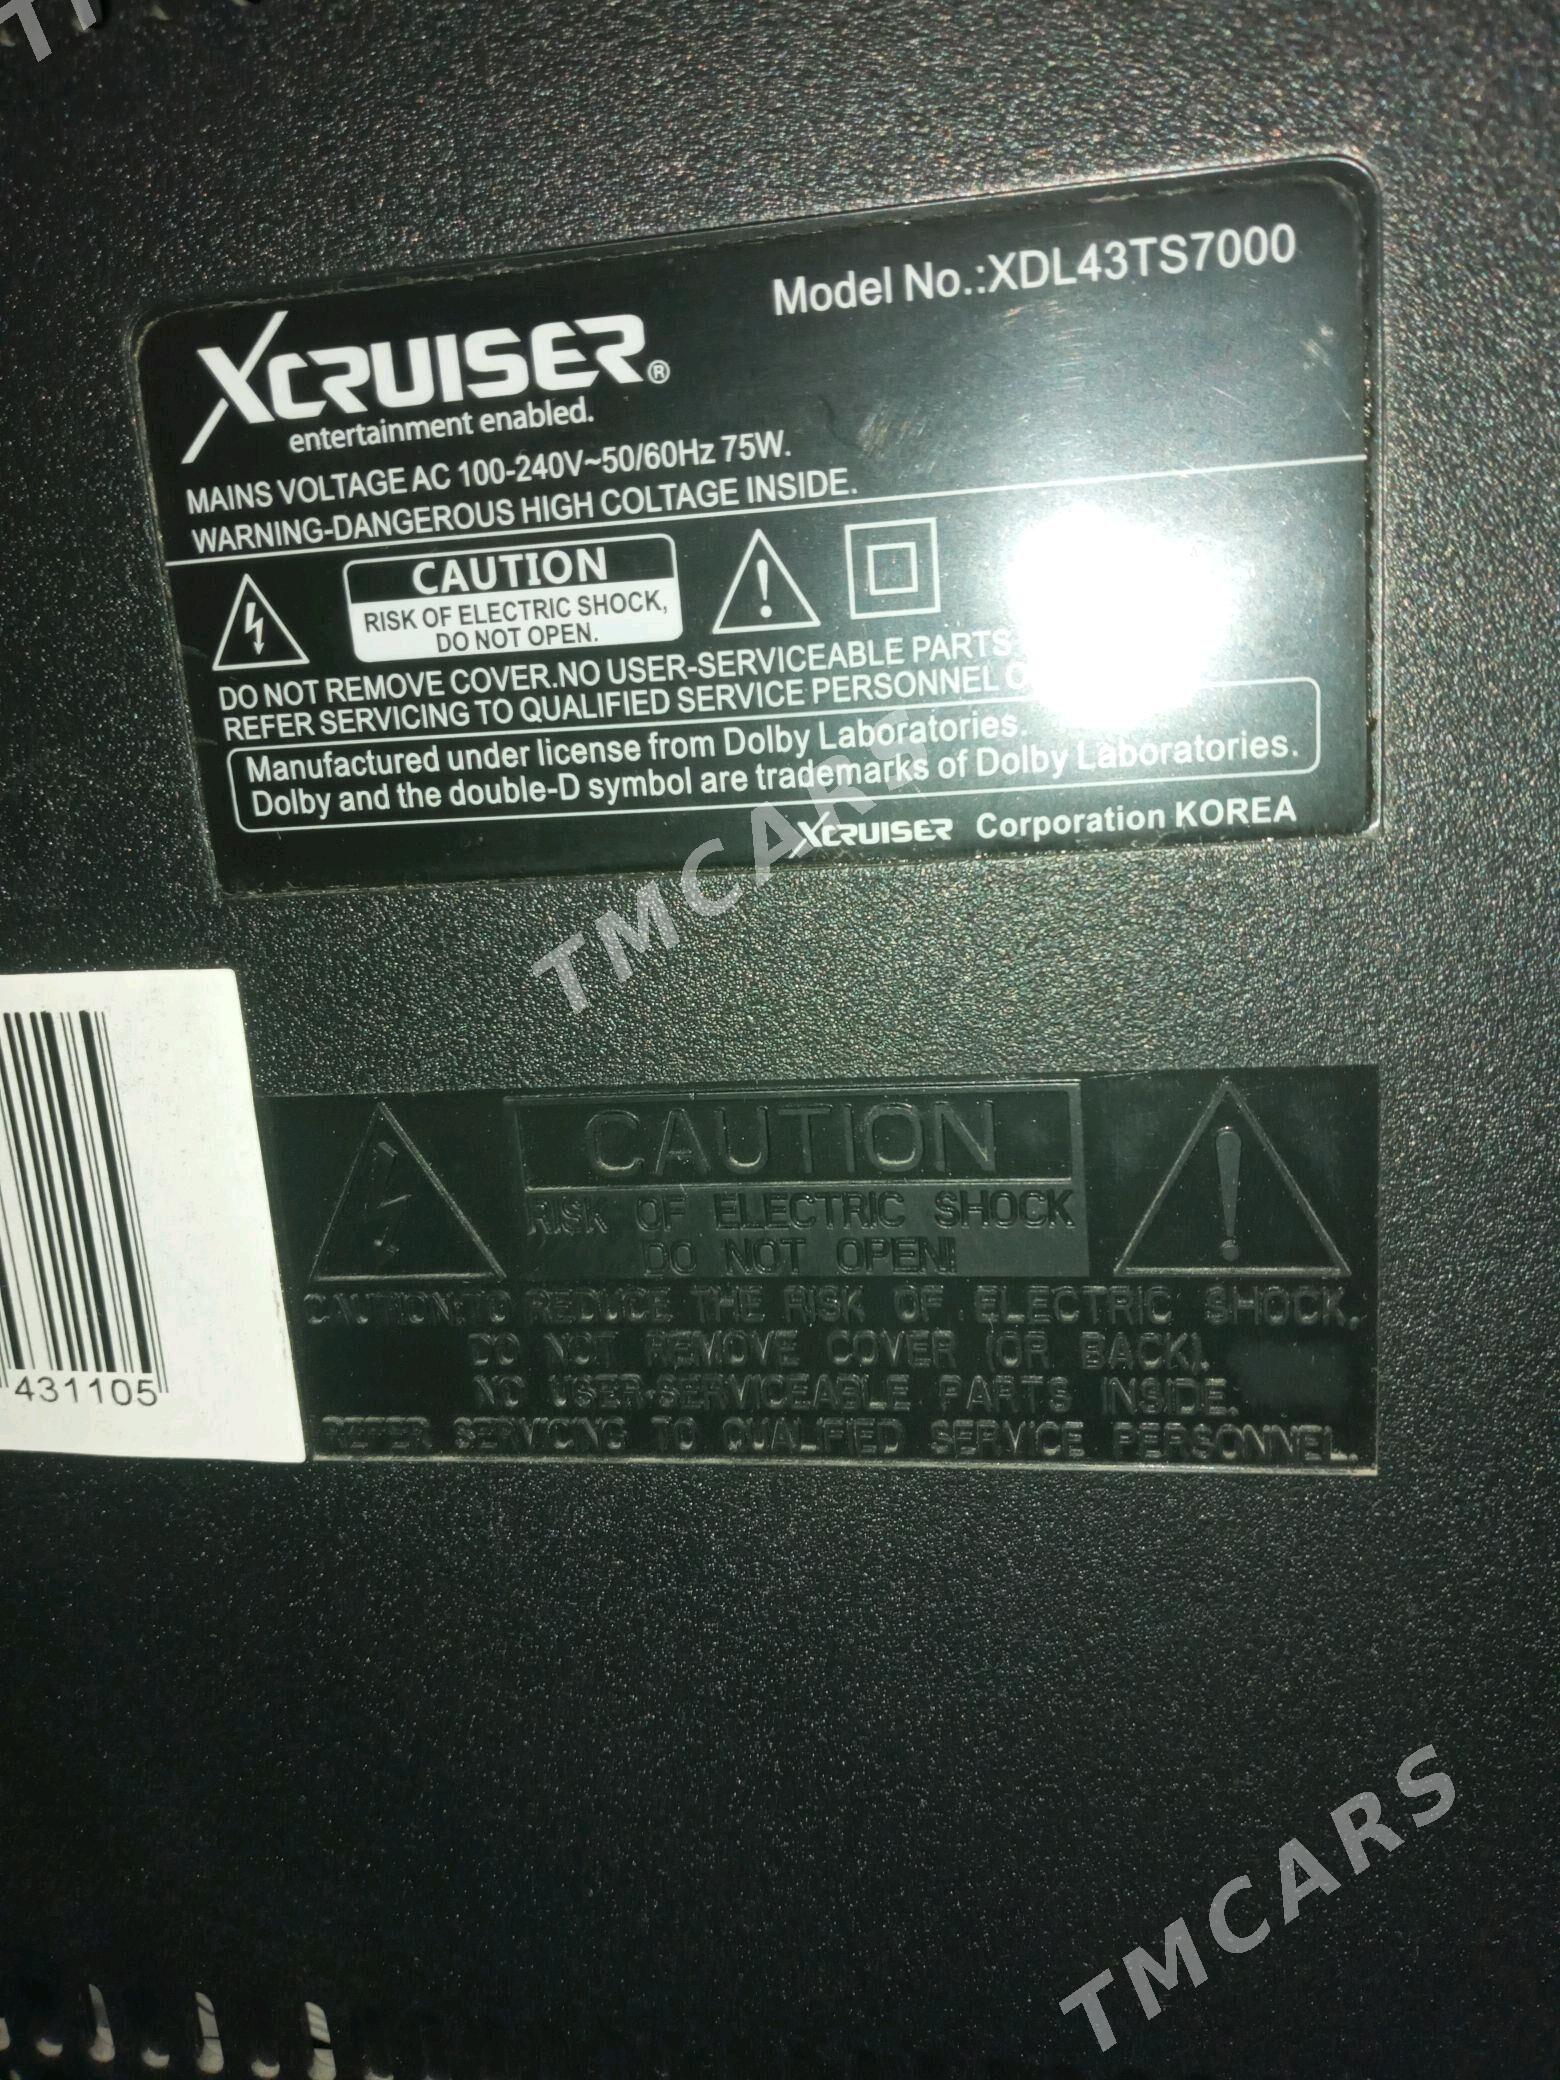 Model No.:XDL43TS7000
XCRUISER®
entertainment enabled.
MAINS VOLTAGE AC 100-240V~50/60Hz 75W.
WARNING-DANGEROUS HIGH COLTAGE INSIDE.
CAUTION
RISK OF ELECTRIC SHOCK,
DO NOT OPEN.
DO NOT REMOVE COVER.NO USER-SERVICEABLE PARTS
REFER SERVICING TO QUALIFIED SERVICE PERSONNEL
Manufactured under license from Dolby Laboratories.
Dolby and the double-D symbol are trademarks of Dolby Laboratories.
XCRUISER Corporation KOREA
TMCARS
431105
CAUTION
RISK OF ELECTRIC SHOCK
DO NOT OPEN!
CAUTION:TO REDUCE THE RISK OF ELECTRIC SHOCK,
DO NOT REMOVE COVER (OR BACK).
NO USER-SERVICEABLE PARTS INSIDE.
REFER SERVICING TO QUALIFIED SERVICE PERSONNEL.
TMCARS